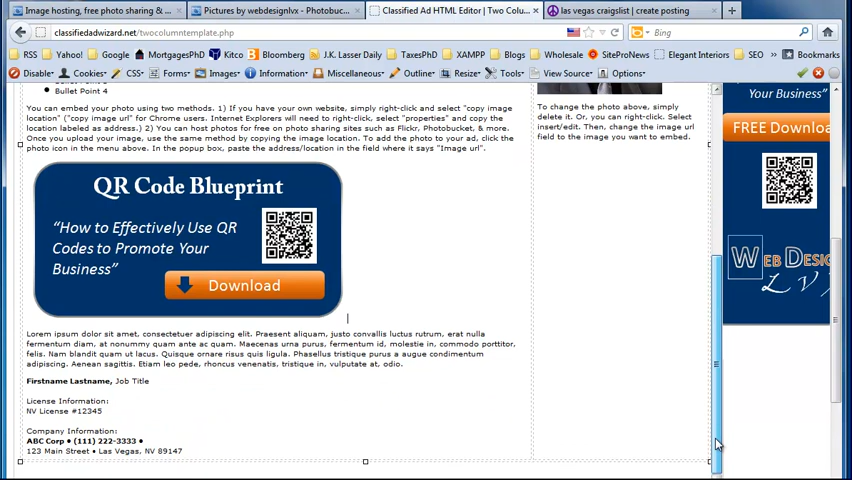 Image hosting, free photo sharing & ...
Pictures by webdesignlvx - Photobuc...
Classified Ad HTML Editor | Two Colu...
las vegas craigslist | create posting
classifiedadwizard.net/twocolumntemplate.php
Bing
RSS Yahoo! Google MortgagesPhD Kitco Bloomberg J.K. Lasser Daily TaxesPhD XAMPP Blogs WhosOn SiteProNews Elegant Interiors SEO Bookmarks
Disable Cookies CSS Forms Images Information Miscellaneous Outline Resize Tools View Source Options
Bullet Point 4
You can embed your photo using two methods. 1) If you have your own website, simply right-click and select "copy image
location" ("copy image url" for Chrome users. Internet Explorers will need to right-click, select "properties" and copy the
location labeled as address.) 2) You can host photos for free on photo sharing sites such as Flickr, Photobucket, & more.
Once you upload your image, use the same method by copying the image location. To add the photo to your ad, click the
photo icon in the menu above. In the popup box, paste the address/location in the field where it says "Image url".
QR Code Blueprint
“How to Effectively Use QR
Codes to Promote Your
Business”
Download
Lorem ipsum dolor sit amet, consectetuer adipiscing elit. Praesent aliquam, justo convallis luctus rutrum, erat nulla
fermentum diam, at nonummy quam ante ac quam. Maecenas urna purus, fermentum id, molestie in, commodo porttitor,
felis. Nam blandit quam ut lacus. Quisque ornare risus quis ligula. Phasellus tristique purus a augue condimentum
adipiscing. Aenean sagittis. Etiam leo pede, rhoncus venenatis, tristique in, vulputate at, odio.
Firstname Lastname, Job Title
License Information:
NV License #12345
Company Information:
ABC Corp • (111) 222-3333 •
123 Main Street • Las Vegas, NV 89147
To change the photo above, simply
delete it. Or, you can right-click. Select
insert/edit. Then, change the image url
field to the image you want to embed.
Your Business”
FREE Downloa
WEB DESIG
LVX